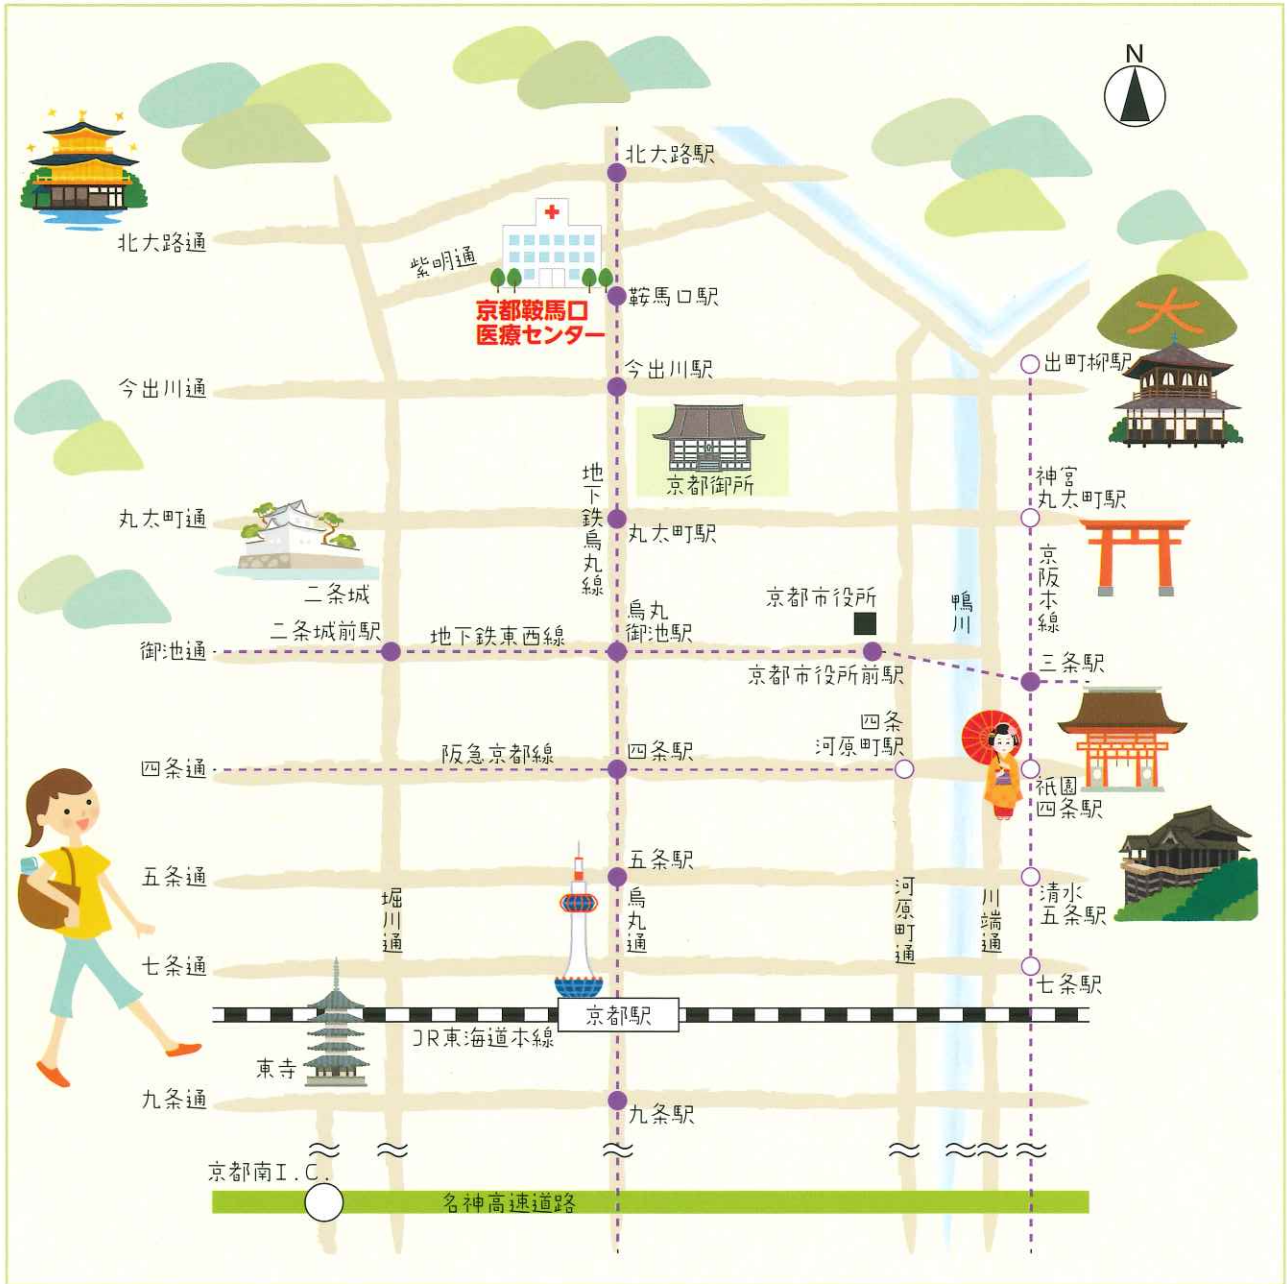 N
北大路駅
北大路通
紫明通
京都鞍馬口
医療センター
鞍馬口駅
今出川駅
今出川通
出町柳駅
大
京都御所
地下鉄烏丸線
神宮
丸太町駅
丸太町通
丸太町駅
京阪本線
二条城
京都市役所
鴨川
烏丸
御池駅
二条城前駅
地下鉄東西線
御池通
三条駅
京都市役所前駅
四条
河原町駅
阪急京都線
四条駅
四条通
祇園
四条駅
五条駅
五条通
清水
五条駅
堀川通
烏丸通
河原町通
川端通
七条通
七条駅
京都駅
JR東海道本線
東寺
九条通
九条駅
京都南I.C.
名神高速道路